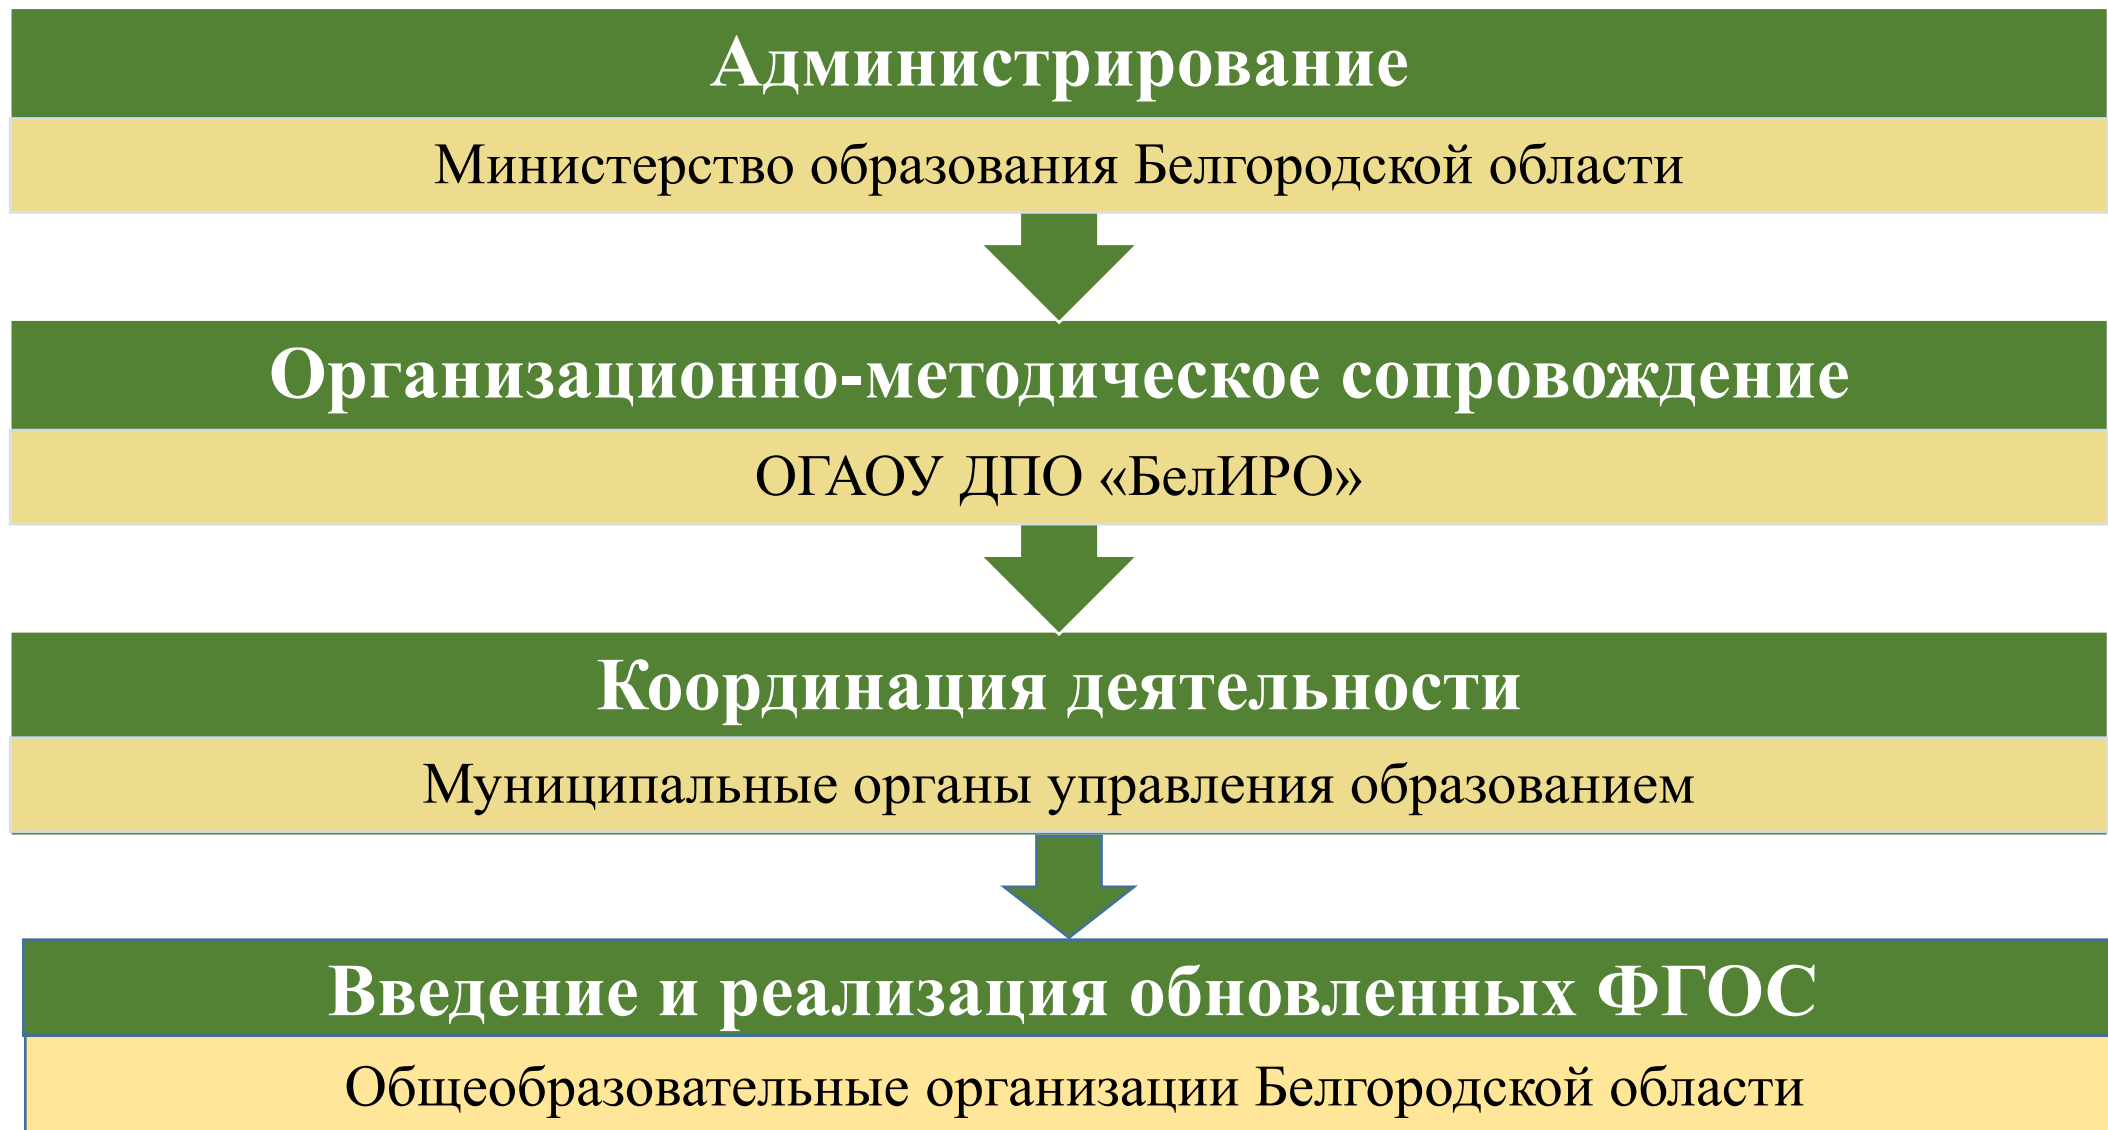 Администрирование
Министерство образования Белгородской области
Организационно-методическое сопровождение
ОГАОУ ДПО «БелИРО»
Координация деятельности
Муниципальные органы управления образованием
Введение и реализация обновленных ФГОС
Общеобразовательные организации Белгородской области